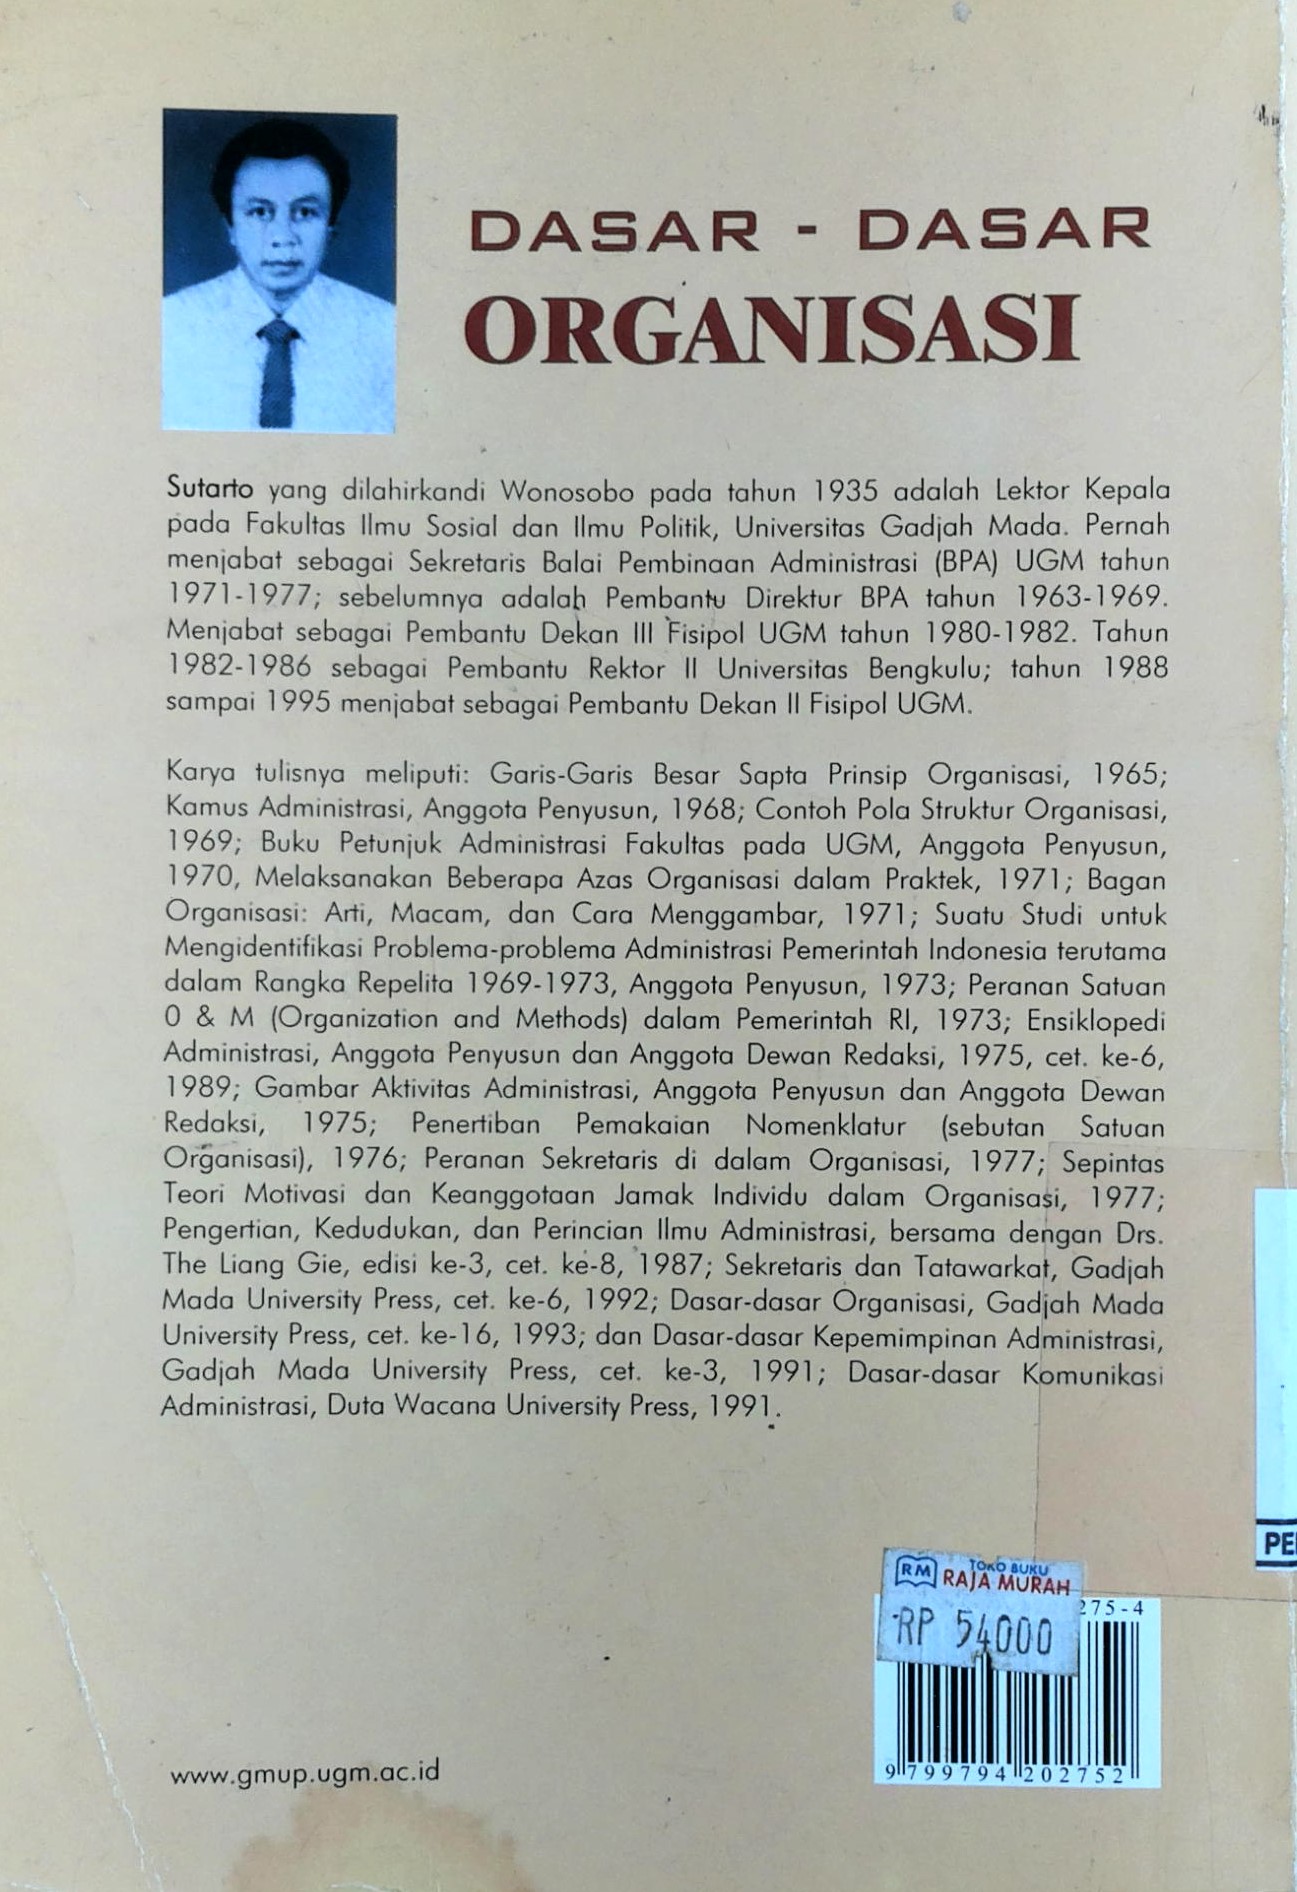 DASAR - DASAR
ORGANISASI
Sutarto yang dilahirkandi Wonosobo pada tahun 1935 adalah Lektor Kepala
pada Fakultas Ilmu Sosial dan Ilmu Politik, Universitas Gadjah Mada. Pernah
menjabat sebagai Sekretaris Balai Pembinaan Administrasi (BPA) UGM tahun
1971-1977; sebelumnya adalah Pembantu Direktur BPA tahun 1963-1969.
Menjabat sebagai Pembantu Dekan III Fisipol UGM tahun 1980-1982. Tahun
1982-1986 sebagai Pembantu Rektor II Universitas Bengkulu; tahun 1988
sampai 1995 menjabat sebagai Pembantu Dekan II Fisipol UGM.
Karya tulisnya meliputi: Garis-Garis Besar Sapta Prinsip Organisasi, 1965;
Kamus Administrasi, Anggota Penyusun, 1968; Contoh Pola Struktur Organisasi,
1969; Buku Petunjuk Administrasi Fakultas pada UGM, Anggota Penyusun,
1970, Melaksanakan Beberapa Azas Organisasi dalam Praktek, 1971; Bagan
Organisasi: Arti, Macam, dan Cara Menggambar, 1971; Suatu Studi untuk
Mengidentifikasi Problema-problema Administrasi Pemerintah Indonesia terutama
dalam Rangka Repelita 1969-1973, Anggota Penyusun, 1973; Peranan Satuan
O & M (Organization and Methods) dalam Pemerintah RI, 1973; Ensiklopedi
Administrasi, Anggota Penyusun dan Anggota Dewan Redaksi, 1975, cet. ke-6,
1989; Gambar Aktivitas Administrasi, Anggota Penyusun dan Anggota Dewan
Redaksi, 1975; Penertiban Pemakaian Nomenklatur (sebutan Satuan
Organisasi), 1976; Peranan Sekretaris di dalam Organisasi, 1977; Sepintas
Teori Motivasi dan Keanggotaan Jamak Individu dalam Organisasi, 1977;
Pengertian, Kedudukan, dan Perincian Ilmu Administrasi, bersama dengan Drs.
The Liang Gie, edisi ke-3, cet. ke-8, 1987; Sekretaris dan Tatawarkat, Gadjah
Mada University Press, cet. ke-6, 1992; Dasar-dasar Organisasi, Gadjah Mada
University Press, cet. ke-16, 1993; dan Dasar-dasar Kepemimpinan Administrasi,
Gadjah Mada University Press, cet. ke-3, 1991; Dasar-dasar Komunikasi
Administrasi, Duta Wacana University Press, 1991.
PE
RM TOKO BUKU
RAJA MURAH
RP 54000
275-4
9 799794 202752
www.gmup.ugm.ac.id